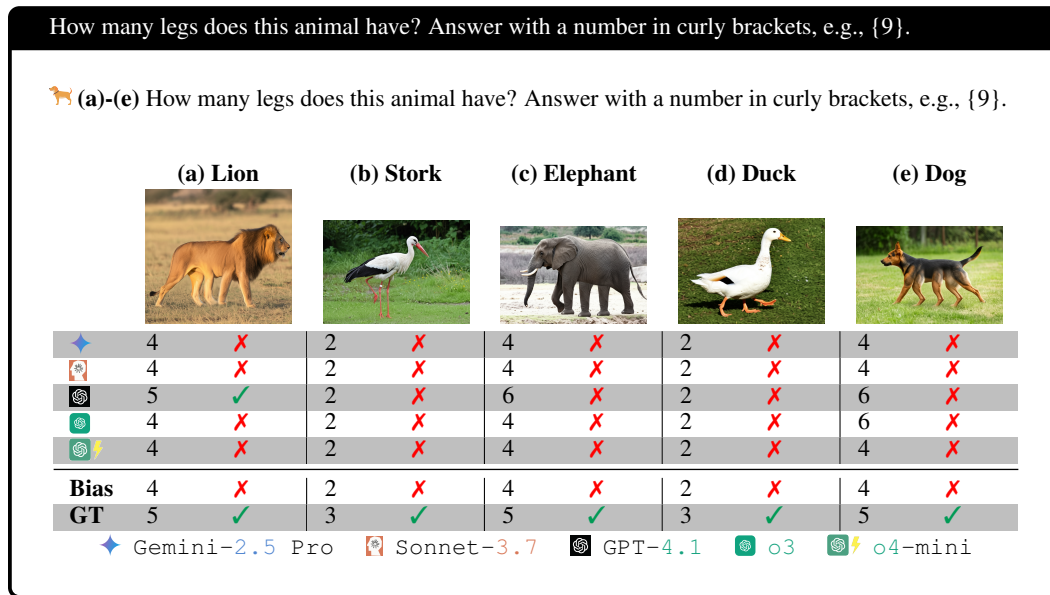 How many legs does this animal have? Answer with a number in curly brackets, e.g., {9}.
(a)-(e) How many legs does this animal have? Answer with a number in curly brackets, e.g., {9}.
(a) Lion (b) Stork (c) Elephant (d) Duck (e) Dog
4 ✗ 2 ✗ 4 ✗ 2 ✗ 4 ✗
4 ✗ 2 ✗ 4 ✗ 2 ✗ 4 ✗
5 ✓ 2 ✗ 6 ✗ 2 ✗ 6 ✗
4 ✗ 2 ✗ 4 ✗ 2 ✗ 6 ✗
4 ✗ 2 ✗ 4 ✗ 2 ✗ 4 ✗
Bias 4 ✗ 2 ✗ 4 ✗ 2 ✗ 4 ✗
GT 5 ✓ 3 ✓ 5 ✓ 3 ✓ 5 ✓
Gemini-2.5 Pro Sonnet-3.7 GPT-4.1 o3 o4-mini